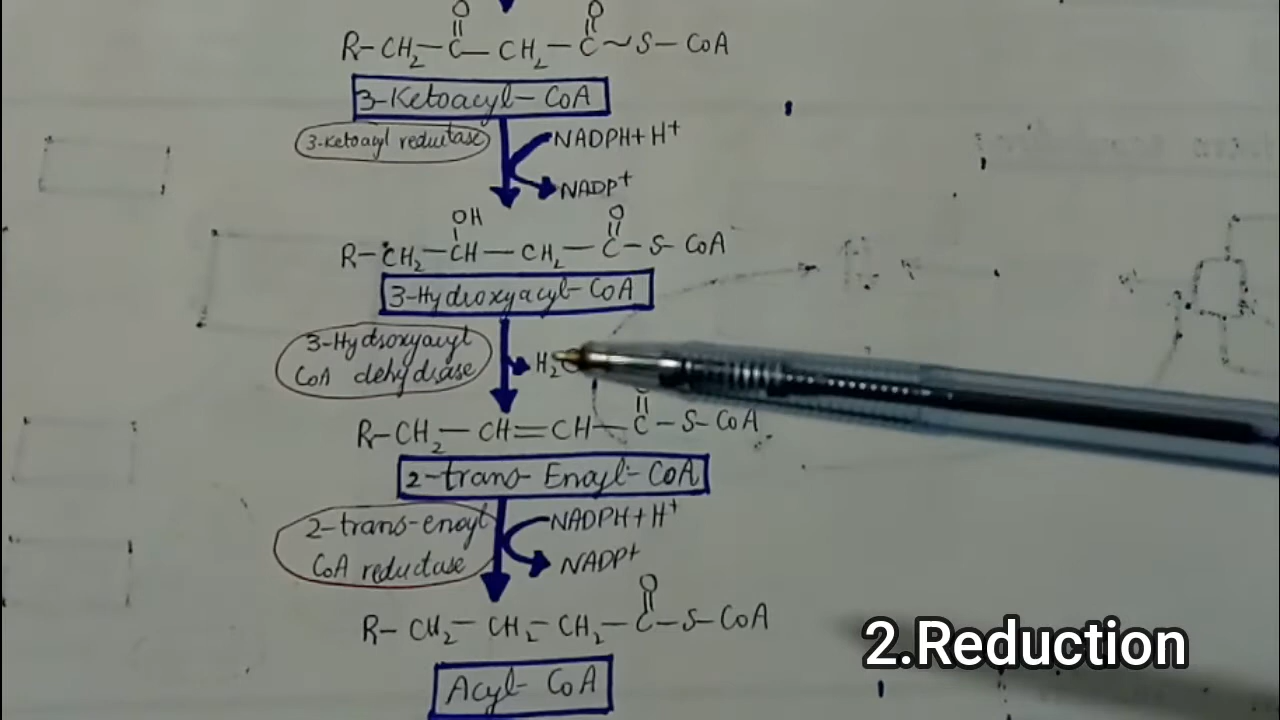 O O
R-CH2-C-CH2-C~S-CoA
3-Ketoacyl-CoA
3-Ketoacyl reductase
NADPH+H+
NADP+
OH O
R-CH2-CH-CH2-C-S-CoA
3-Hydroxyacyl-CoA
3-Hydroxyacyl
CoA dehydrase
H2O
R-CH2-CH=CH-C-S-CoA
2-trans-Enoyl-CoA
2-trans-enoyl
CoA reductase
NADPH+H+
NADP+
O
R-CH2-CH2-CH2-C-S-CoA
Acyl-CoA
2.Reduction